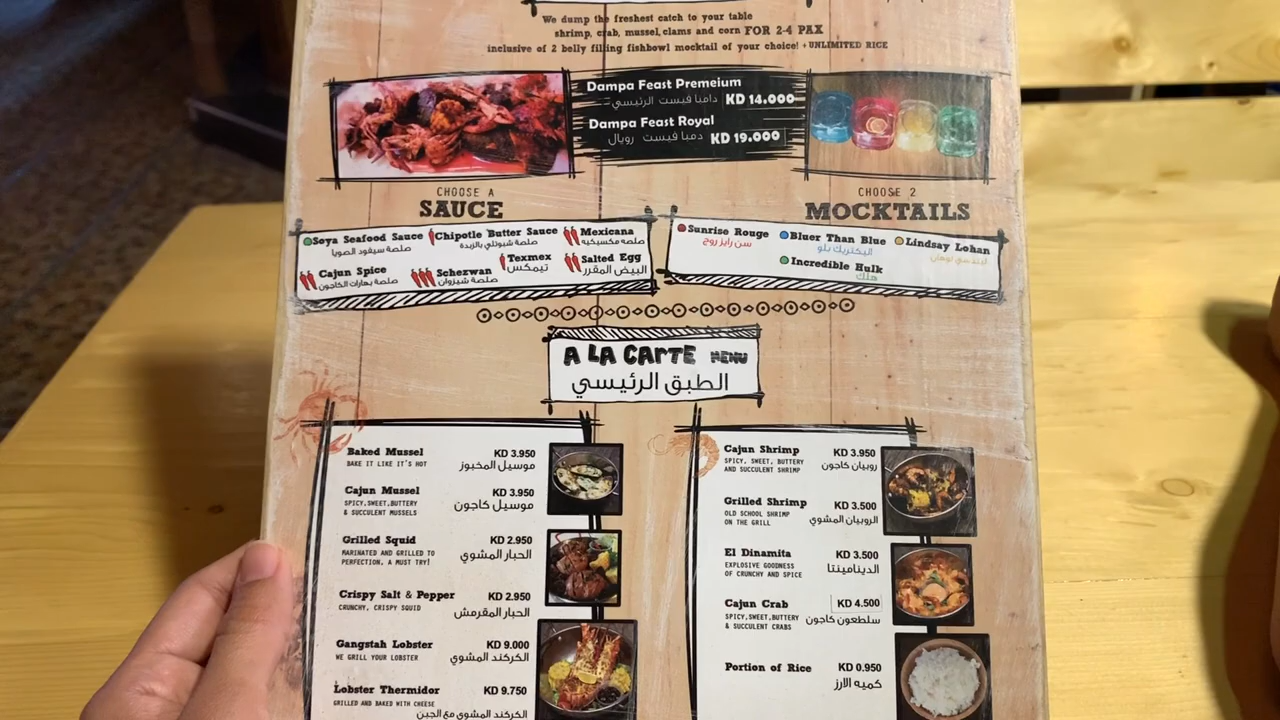 We dump the freshest catch to your table
shrimp, crab, mussel, clams and corn FOR 2-4 PAX
inclusive of 2 belly filling fishbowl mocktail of your choice! + UNLIMITED RICE
Dampa Feast Premeium
دامبا فيست الرئيسي KD 14.000
Dampa Feast Royal
دمبا فيست رويال KD 19.000
CHOOSE A
SAUCE
Soya Seafood Sauce
صلصة سيفود الصويا
Chipotle Butter Sauce
صلصة شبوتلي بالزبدة
Mexicana
صلصه مكسيكيه
Cajun Spice
صلصة بهارات الكاجون
Schezwan
صلصة شيزوان
Texmex
تيمكس
Salted Egg
البيض المقرر
CHOOSE 2
MOCKTAILS
Sunrise Rouge
سن رايز روج
Bluer Than Blue
اليكتريك بلو
Lindsay Lohan
ليندسي لوهان
Incredible Hulk
هلك
A LA CARTE MENU
الطبق الرئيسي
Baked Mussel KD 3.950
BAKE IT LIKE IT'S HOT موسيل المخبوز
Cajun Mussel KD 3.950
SPICY,SWEET,BUTTERY موسيل كاجون
& SUCCULENT MUSSELS
Grilled Squid KD 2.950
MARINATED AND GRILLED TO الحبار المشوي
PERFECTION, A MUST TRY!
Crispy Salt & Pepper KD 2.950
CRUNCHY, CRISPY SQUID الحبار المقرمش
Gangstah Lobster KD 9.000
WE GRILL YOUR LOBSTER الكركند المشوي
Lobster Thermidor KD 9.750
GRILLED AND BAKED WITH CHEESE
الكركند المشوي مع الجبن
Cajun Shrimp KD 3.950
SPICY, SWEET, BUTTERY روبيان كاجون
AND SUCCULENT SHRIMP
Grilled Shrimp KD 3.500
OLD SCHOOL SHRIMP الروبيان المشوي
ON THE GRILL
El Dinamita KD 3.500
EXPLOSIVE GOODNESS الديناميتا
OF CRUNCHY AND SPICE
Cajun Crab KD 4.500
SPICY,SWEET,BUTTERY سلطعون كاجون
& SUCCULENT CRABS
Portion of Rice KD 0.950
كميه الارز